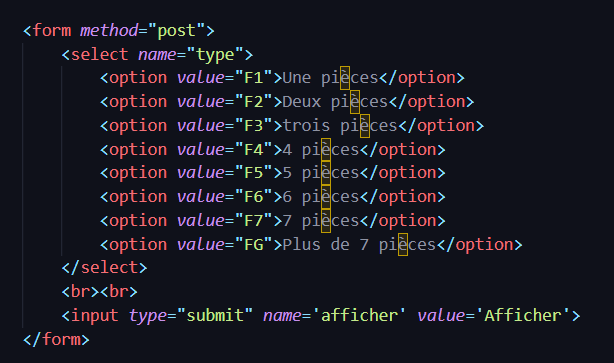 <form method="post">
<select name="type">
<option value="F1">Une pièces</option>
<option value="F2">Deux pièces</option>
<option value="F3">trois pièces</option>
<option value="F4">4 pièces</option>
<option value="F5">5 pièces</option>
<option value="F6">6 pièces</option>
<option value="F7">7 pièces</option>
<option value="FG">Plus de 7 pièces</option>
</select>
<br><br>
<input type="submit" name='afficher' value='Afficher'>
</form>